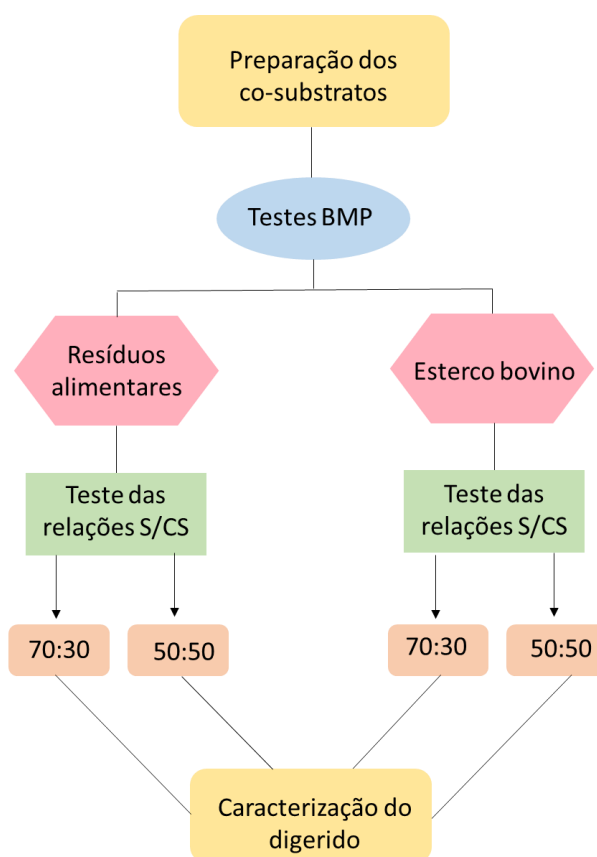 Preparação dos
co-substratos
Testes BMP
Resíduos
alimentares
Esterco bovino
Teste das
relações S/CS
Teste das
relações S/CS
70:30
50:50
70:30
50:50
Caracterização do
digerido